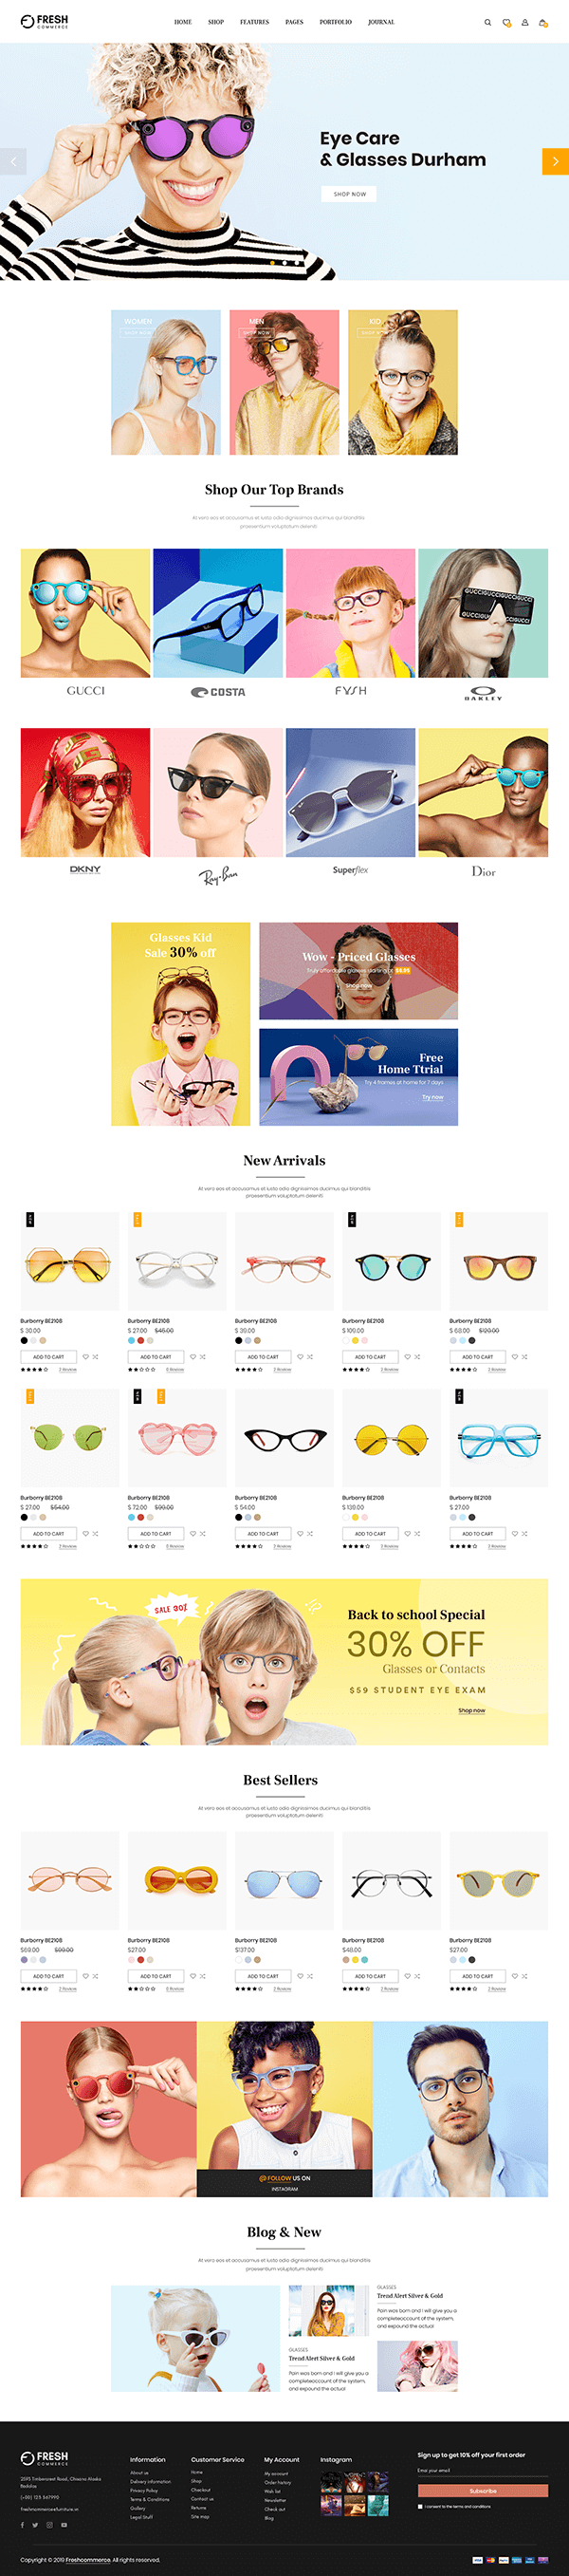 FRESH
COMMERCE
HOME SHOP FEATURES PAGES PORTFOLIO JOURNAL
Eye Care
& Glasses Durham
SHOP NOW
WOMEN
SHOP NOW
MEN
SHOP NOW
KID
SHOP NOW
Shop Our Top Brands
At vero eos et accusamus et iusto odio dignissimos ducimus qui blanditiis
praesentium voluptatum deleniti
GUCCI
COSTA
FYSH
OAKLEY
DKNY
Ray-Ban
Superflex
Dior
Glasses Kid
Sale 30% off
Wow - Priced Glasses
Truly affordable glasses starting at $6.95
Shop now
Free
Home Ttrial
Try 4 frames at home for 7 days
Try now
New Arrivals
At vero eos et accusamus et iusto odio dignissimos ducimus qui blanditiis
praesentium voluptatum deleniti
Burberry BE2108 Burberry BE2108 Burberry BE2108 Burberry BE2108 Burberry BE2108
$ 38.00 $ 27.00 $46.00 $ 39.00 $ 109.00 $ 68.00 $120.00
ADD TO CART ADD TO CART ADD TO CART ADD TO CART ADD TO CART
Burberry BE2108 Burberry BE2108 Burberry BE2108 Burberry BE2108 Burberry BE2108
$ 27.00 $54.00 $ 72.00 $90.00 $ 54.00 $ 139.00 $ 27.00
ADD TO CART ADD TO CART ADD TO CART ADD TO CART ADD TO CART
SALE 30%
Back to school Special
30% OFF
Glasses or Contacts
$59 STUDENT EYE EXAM
Shop now
Best Sellers
At vero eos et accusamus et iusto odio dignissimos ducimus qui blanditiis
praesentium voluptatum deleniti
Burberry BE2108 Burberry BE2108 Burberry BE2108 Burberry BE2108 Burberry BE2108
$69.00 $90.00 $27.00 $137.00 $46.00 $27.00
ADD TO CART ADD TO CART ADD TO CART ADD TO CART ADD TO CART
@ FOLLOW US ON
INSTAGRAM
Blog & New
At vero eos et accusamus et iusto odio dignissimos ducimus qui blanditiis
praesentium voluptatum deleniti
GLASSES
Trend Alert Silver & Gold
Pain was born and I will give you a
completeaccount of the system,
and expound the actual
GLASSES
Trend Alert Silver & Gold
Pain was born and I will give you a
completeaccount of the system,
and expound the actual
FRESH
COMMERCE
Information
About us
Delivery information
Privacy Policy
Terms & Conditions
Gallery
Legal Stuff
Customer Service
Home
Shop
Checkout
Contact us
Returns
Site map
My Account
My account
Order history
Wish list
Newsletter
Check out
Blog
Instagram
Sign up to get 10% off your first order
Enter your email
Subscribe
I consent to the terms and conditions
Copyright © 2019 Freshcommerce. All rights reserved.